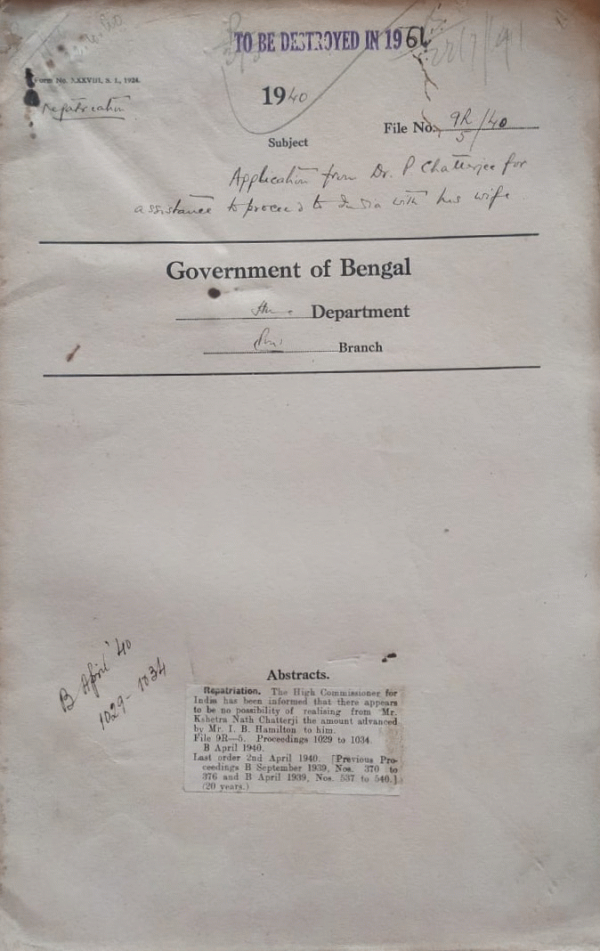 TO BE DESTROYED IN 1961
Form No. XXXVIII, S. I., 1924.
Repatriation
1940
File No. 9R/5/40
Subject
Application from Dr. P Chatterjee for
assistance to proceed to India with his wife
Government of Bengal
Department
Branch
B April '40
1029-1034
Abstracts.
Repatriation. The High Commissioner for
India has been informed that there appears
to be no possibility of realising from Mr.
Kshetra Nath Chatterji the amount advanced
by Mr. I. B. Hamilton to him.
File 9R—5. Proceedings 1029 to 1034.
B April 1940.
Last order 2nd April 1940. [Previous Pro-
ceedings B September 1939, Nos. 370 to
376 and B April 1939, Nos. 537 to 540.]
(20 years.)